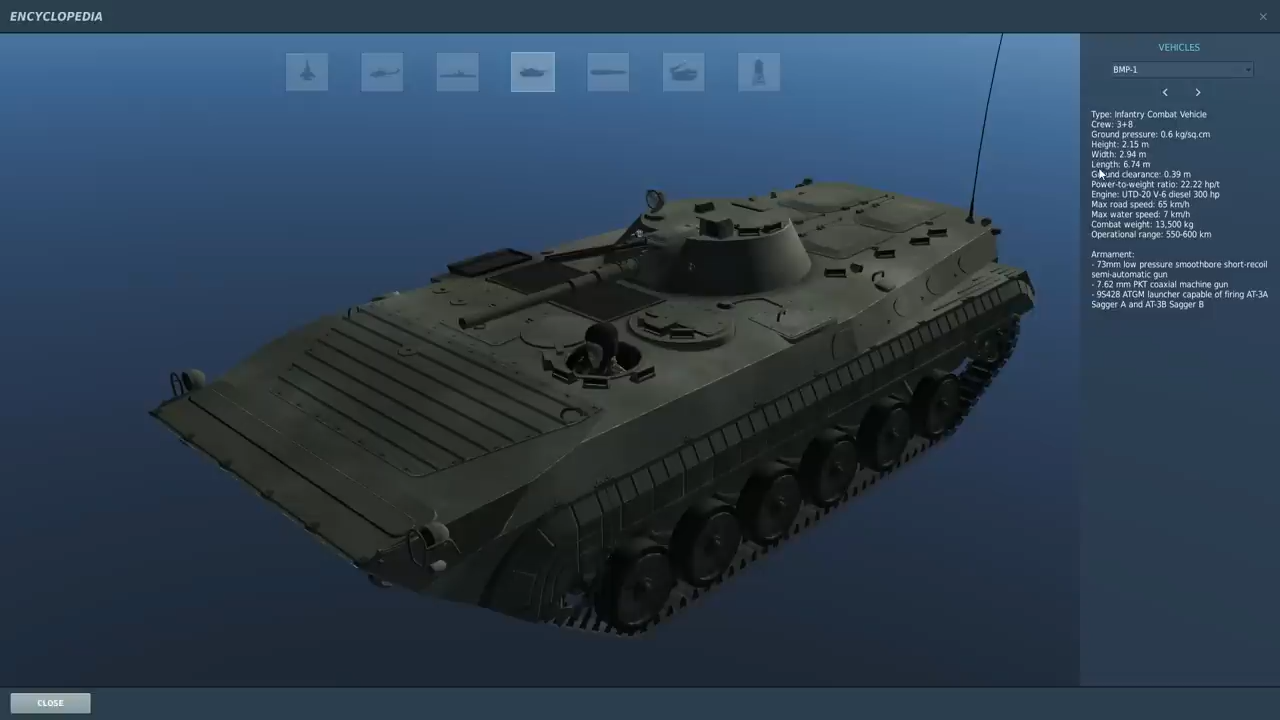 ENCYCLOPEDIA
VEHICLES
BMP-1
Type: Infantry Combat Vehicle
Crew: 3+8
Ground pressure: 0.6 kg/sq.cm
Height: 2.15 m
Width: 2.94 m
Length: 6.74 m
Ground clearance: 0.39 m
Power-to-weight ratio: 22.22 hp/t
Engine: UTD-20 V-6 diesel 300 hp
Max road speed: 65 km/h
Max water speed: 7 km/h
Combat weight: 13,500 kg
Operational range: 550-600 km
Armament:
- 73mm low pressure smoothbore short-recoil
semi-automatic gun
- 7.62 mm PKT coaxial machine gun
- 9S428 ATGM launcher capable of firing AT-3A
Sagger A and AT-3B Sagger B
CLOSE